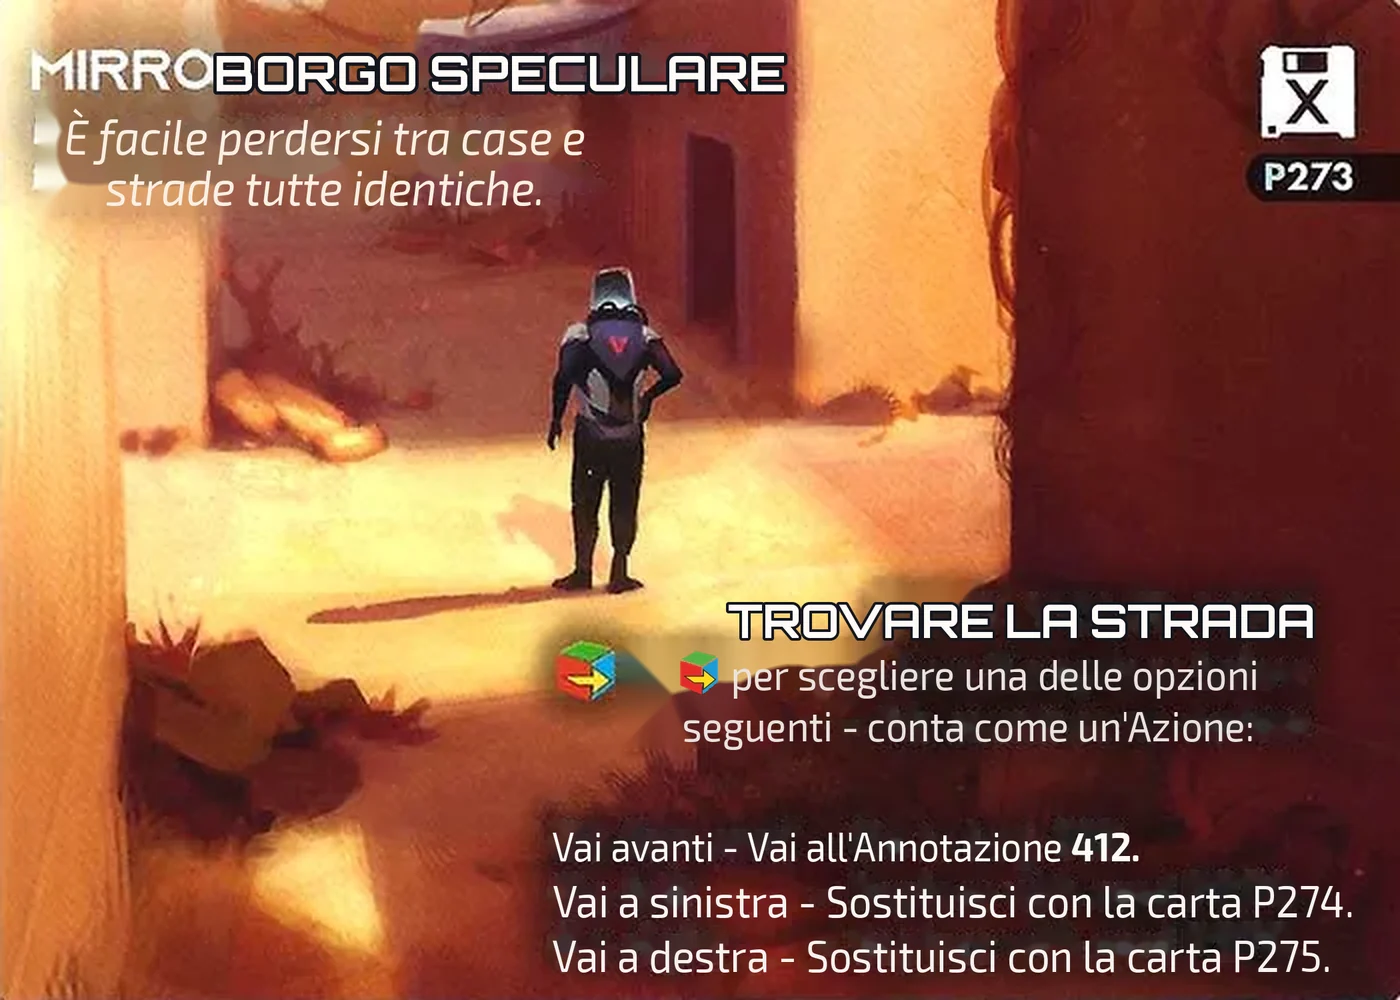 MIRROBORGO SPECULARE
È facile perdersi tra case e
strade tutte identiche.
X
P273
TROVARE LA STRADA
per scegliere una delle opzioni
seguenti - conta come un'Azione:
Vai avanti - Vai all'Annotazione 412.
Vai a sinistra - Sostituisci con la carta P274.
Vai a destra - Sostituisci con la carta P275.